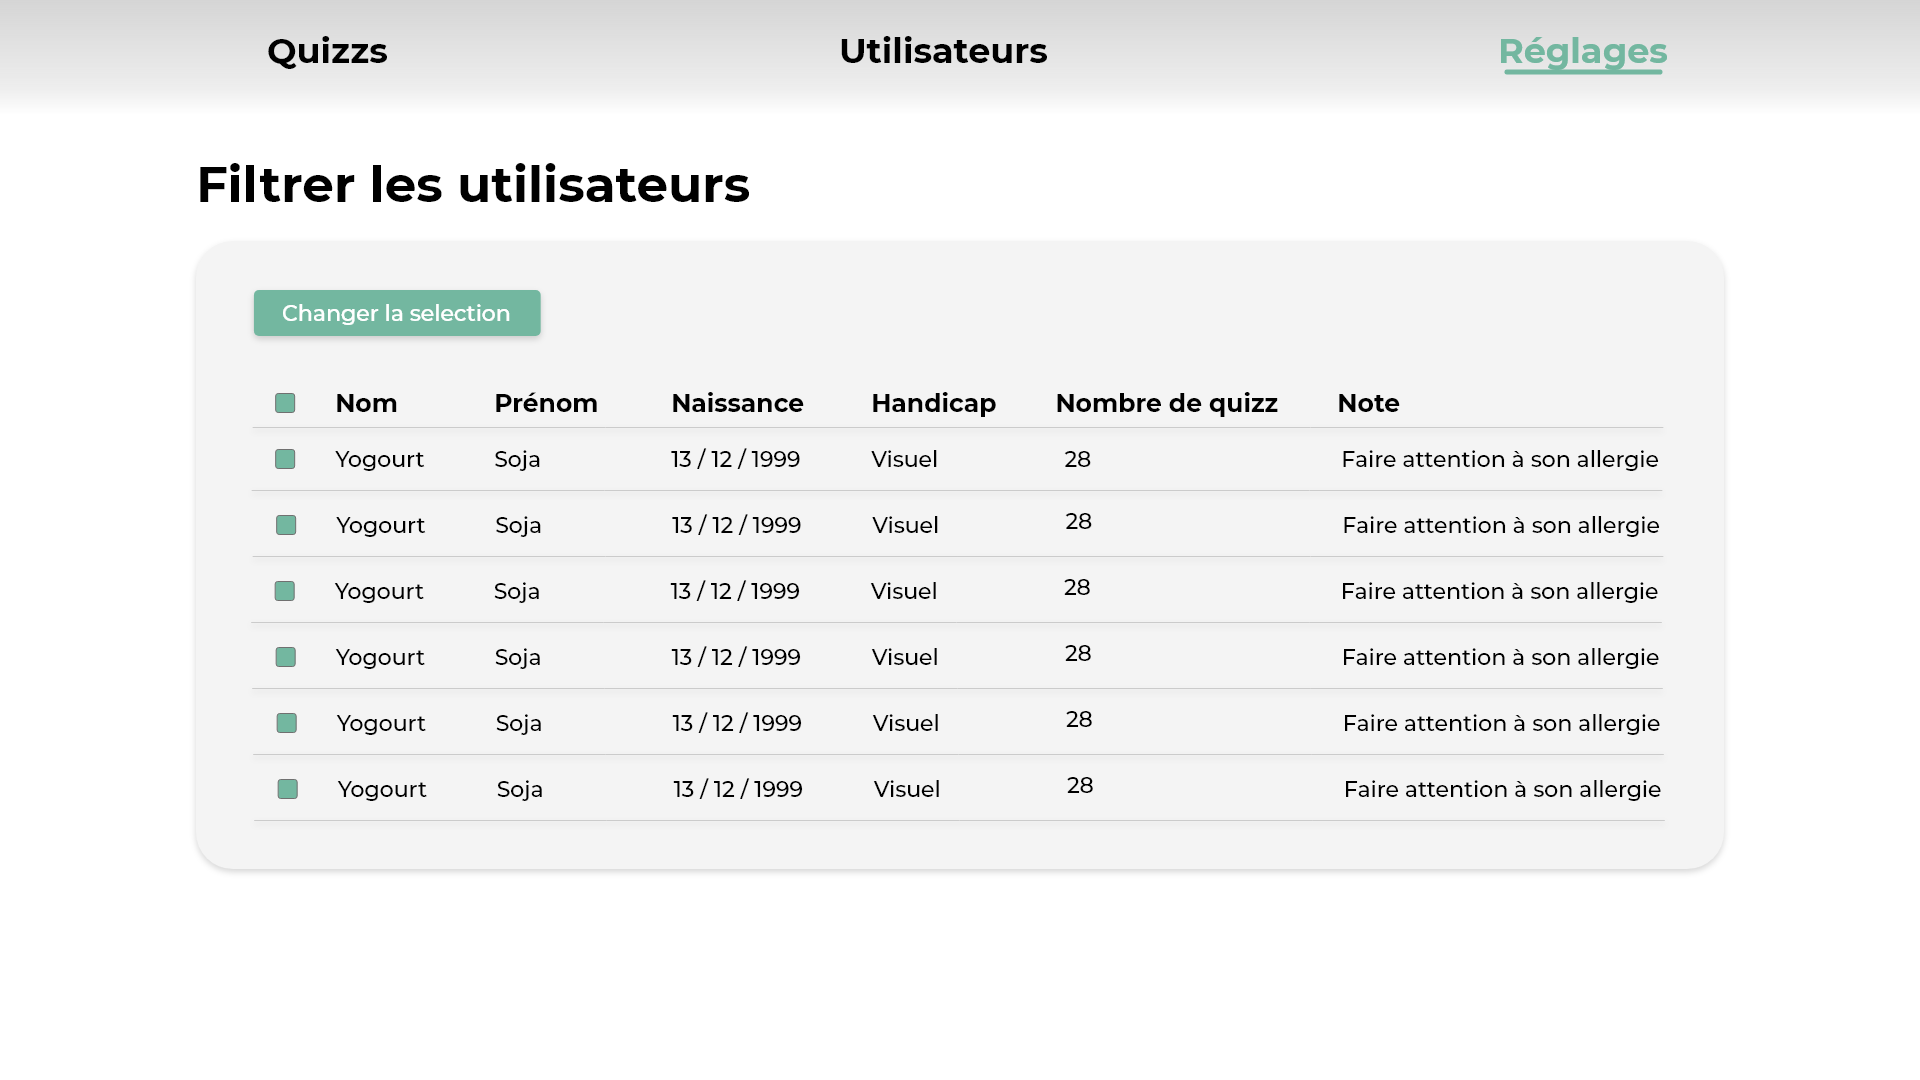 Quizzs Utilisateurs Réglages
Filtrer les utilisateurs
Changer la selection
Nom Prénom Naissance Handicap Nombre de quizz Note
Yogourt Soja 13 / 12 / 1999 Visuel 28 Faire attention à son allergie
Yogourt Soja 13 / 12 / 1999 Visuel 28 Faire attention à son allergie
Yogourt Soja 13 / 12 / 1999 Visuel 28 Faire attention à son allergie
Yogourt Soja 13 / 12 / 1999 Visuel 28 Faire attention à son allergie
Yogourt Soja 13 / 12 / 1999 Visuel 28 Faire attention à son allergie
Yogourt Soja 13 / 12 / 1999 Visuel 28 Faire attention à son allergie